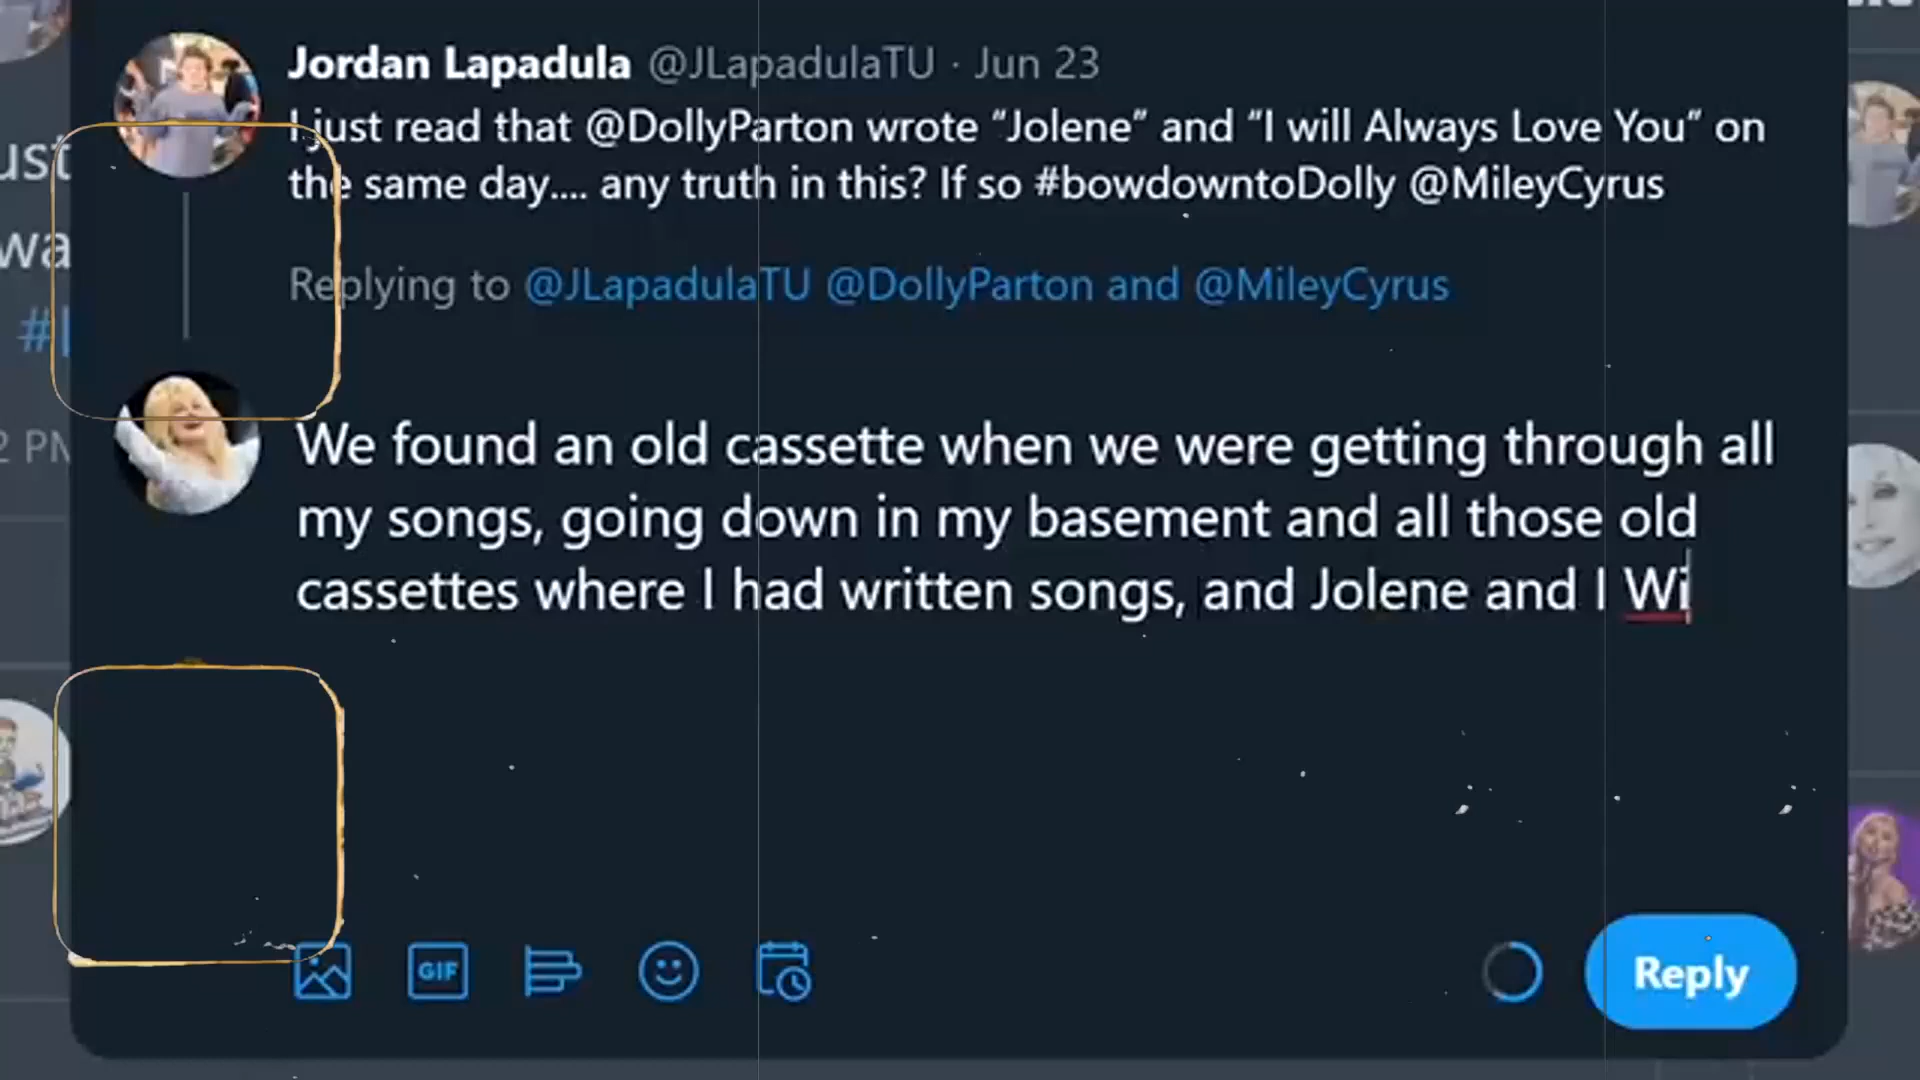 Jordan Lapadula @JLapadulaTU · Jun 23
I just read that @DollyParton wrote “Jolene” and “I will Always Love You” on
the same day.... any truth in this? If so #bowdowntoDolly @MileyCyrus
Replying to @JLapadulaTU @DollyParton and @MileyCyrus
We found an old cassette when we were getting through all
my songs, going down in my basement and all those old
cassettes where I had written songs, and Jolene and I Wi
GIF
Reply